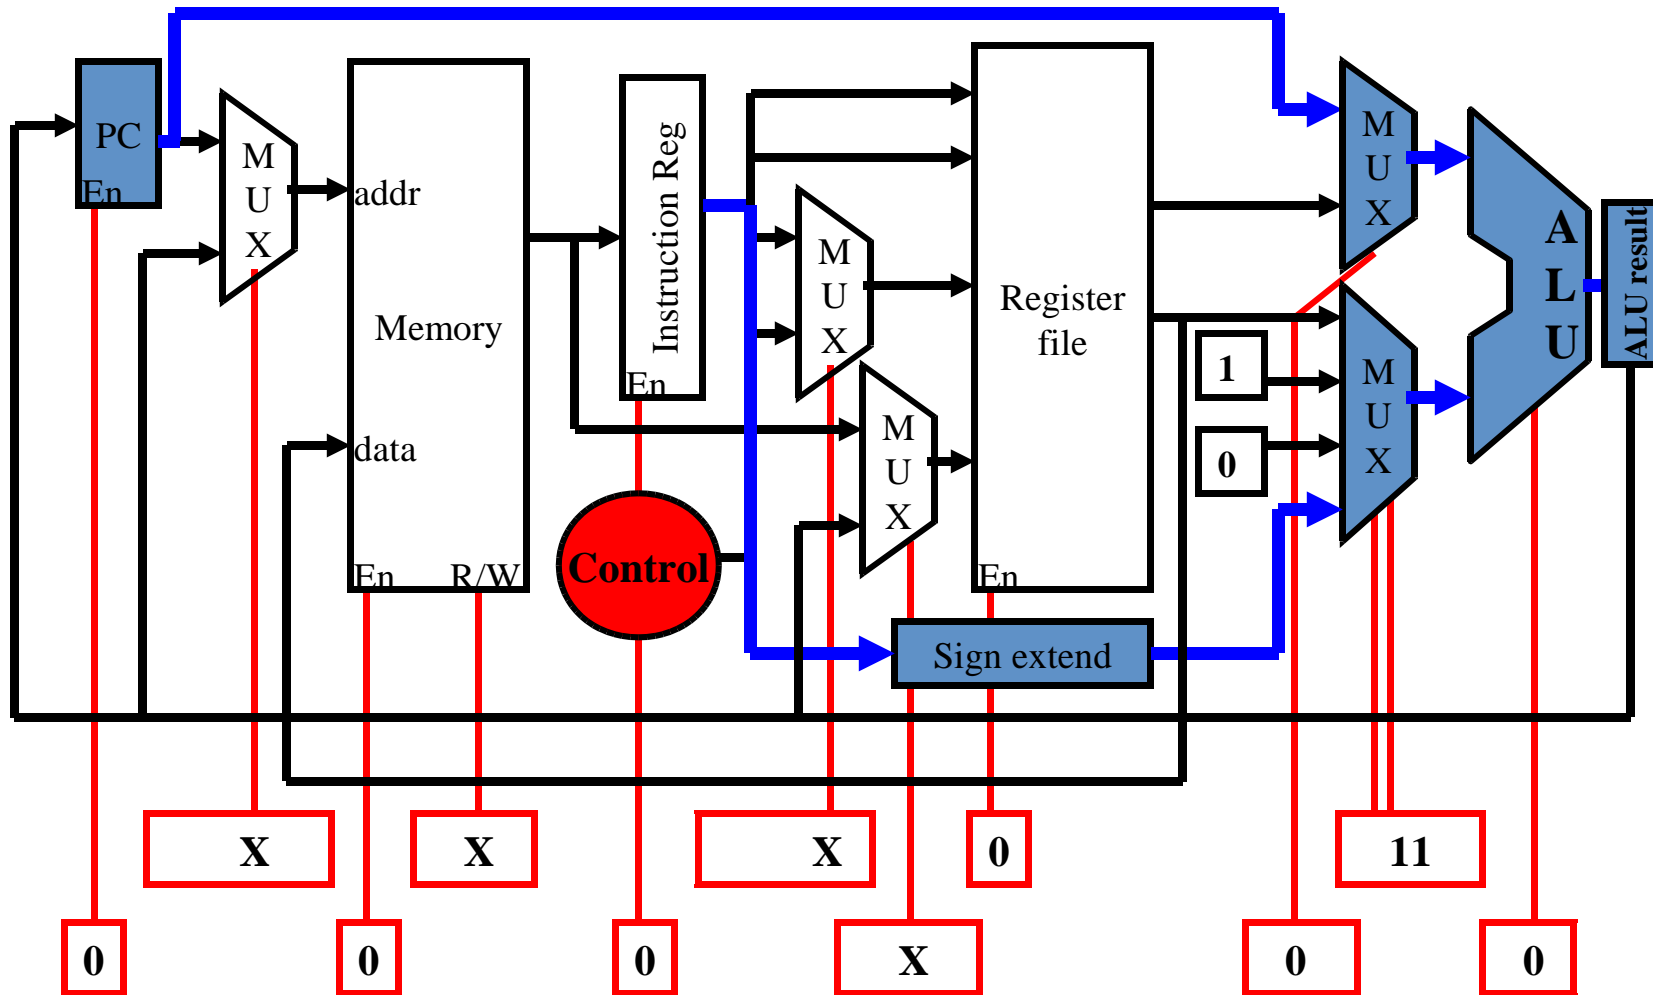 PC
En
M
U
X
addr
Memory
data
En
R/W
Instruction Reg
En
Control
M
U
X
M
U
X
Register
file
En
Sign extend
1
0
M
U
X
M
U
X
A
L
U
ALU result
X
X
X
0
11
0
0
0
X
0
0